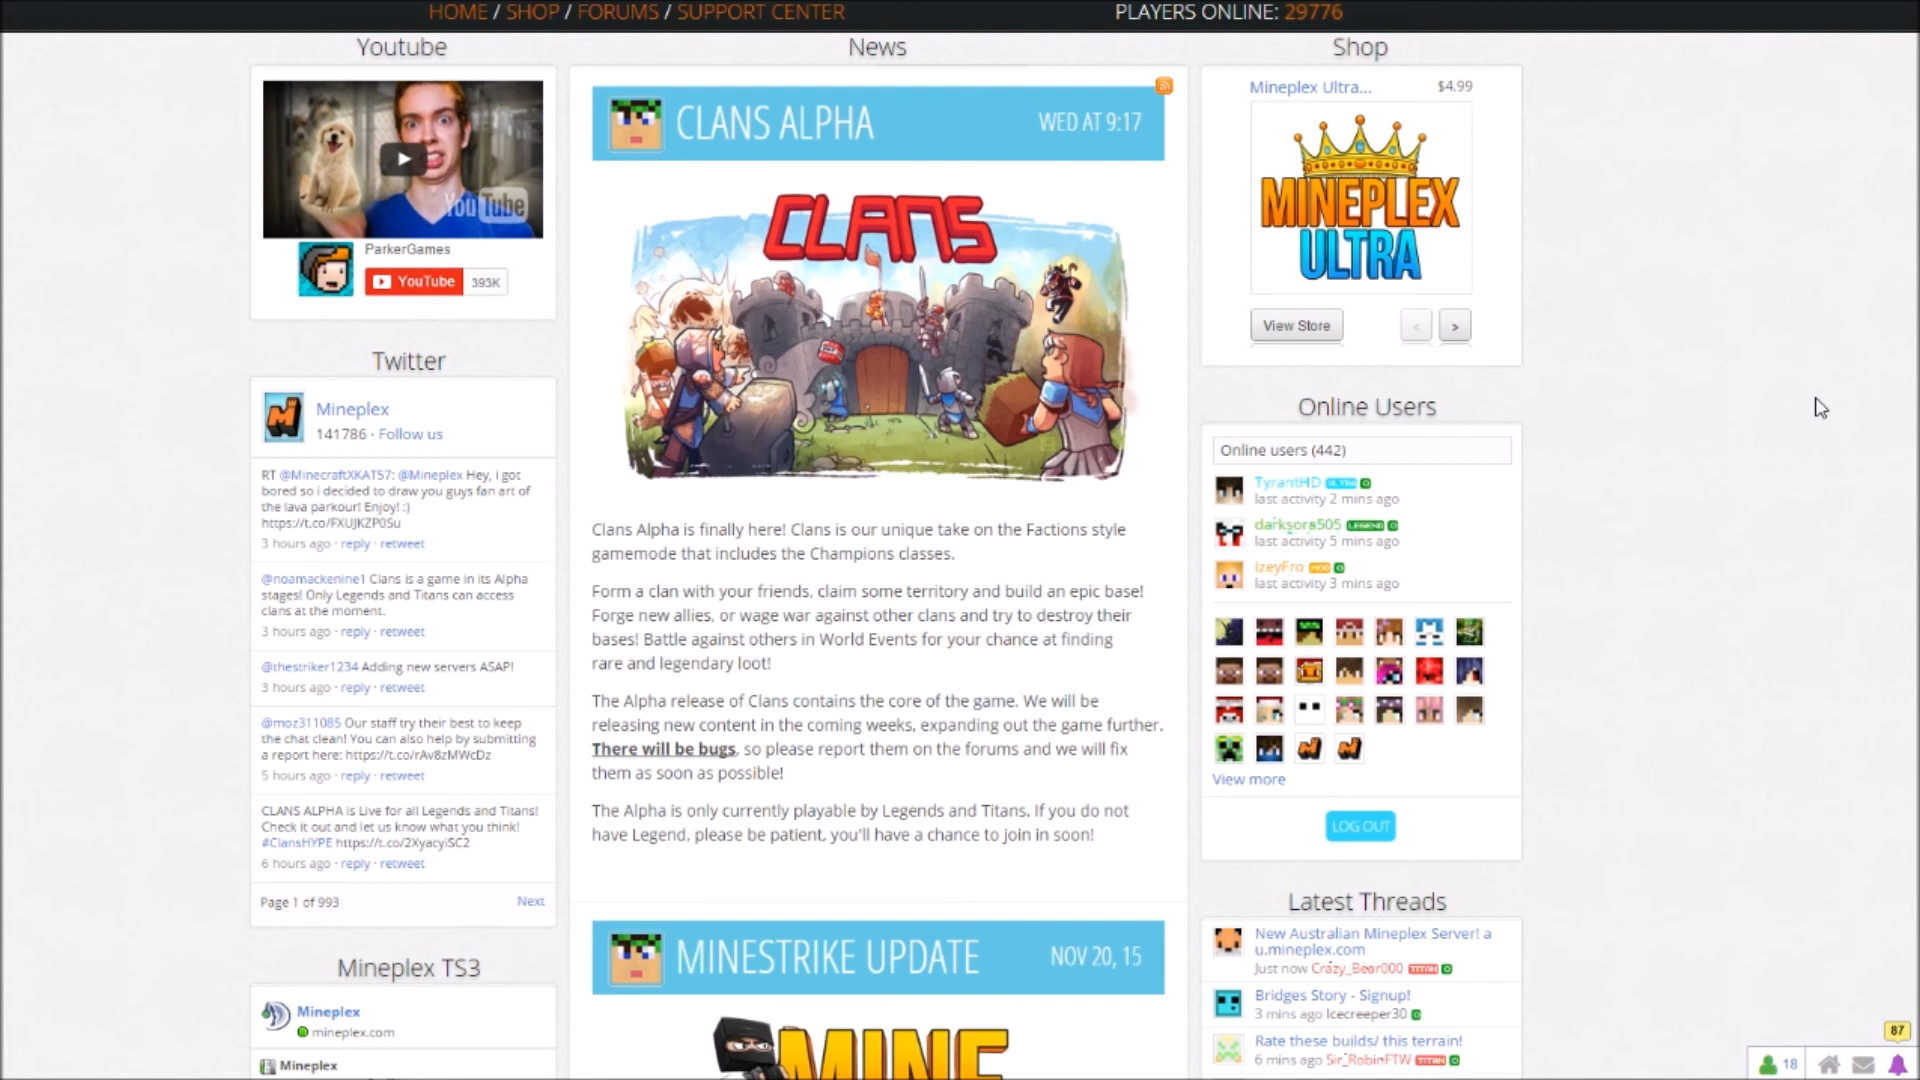 HOME / SHOP / FORUMS / SUPPORT CENTER
PLAYERS ONLINE: 29776
Youtube
YouTube
ParkerGames
YouTube
393K
Twitter
Mineplex
141786 · Follow us
RT @MinecraftXKAT57: @Mineplex Hey, i got
bored so i decided to draw you guys fan art of
the lava parkour! Enjoy! :)
https://t.co/FXUJKZP0Su
3 hours ago · reply · retweet
@noamackenine1 Clans is a game in its Alpha
stages! Only Legends and Titans can access
clans at the moment.
3 hours ago · reply · retweet
@thestriker1234 Adding new servers ASAP!
3 hours ago · reply · retweet
@moz311085 Our staff try their best to keep
the chat clean! You can also help by submitting
a report here: https://t.co/rAv8zMWcDz
5 hours ago · reply · retweet
CLANS ALPHA is Live for all Legends and Titans!
Check it out and let us know what you think!
#ClansHYPE https://t.co/2XyacyiSC2
6 hours ago · reply · retweet
Page 1 of 993
Next
Mineplex TS3
Mineplex
mineplex.com
Mineplex
News
CLANS ALPHA
WED AT 9:17
CLANS
Clans Alpha is finally here! Clans is our unique take on the Factions style
gamemode that includes the Champions classes.
Form a clan with your friends, claim some territory and build an epic base!
Forge new allies, or wage war against other clans and try to destroy their
bases! Battle against others in World Events for your chance at finding
rare and legendary loot!
The Alpha release of Clans contains the core of the game. We will be
releasing new content in the coming weeks, expanding out the game further.
There will be bugs, so please report them on the forums and we will fix
them as soon as possible!
The Alpha is only currently playable by Legends and Titans. If you do not
have Legend, please be patient, you'll have a chance to join in soon!
MINESTRIKE UPDATE
NOV 20, 15
MINE
Shop
Mineplex Ultra...
$4.99
MINEPLEX
ULTRA
View Store
<
>
Online Users
Online users (442)
TyrantHD ULTRA O
last activity 2 mins ago
darksora505 LEGEND O
last activity 5 mins ago
IzeyFro MOD O
last activity 3 mins ago
View more
LOG OUT
Latest Threads
New Australian Mineplex Server! a
u.mineplex.com
Just now Crazy_Bear000 TITAN O
Bridges Story - Signup!
3 mins ago Icecreeper30 O
Rate these builds/ this terrain!
6 mins ago Sir_RobinFTW TITAN O
87
18